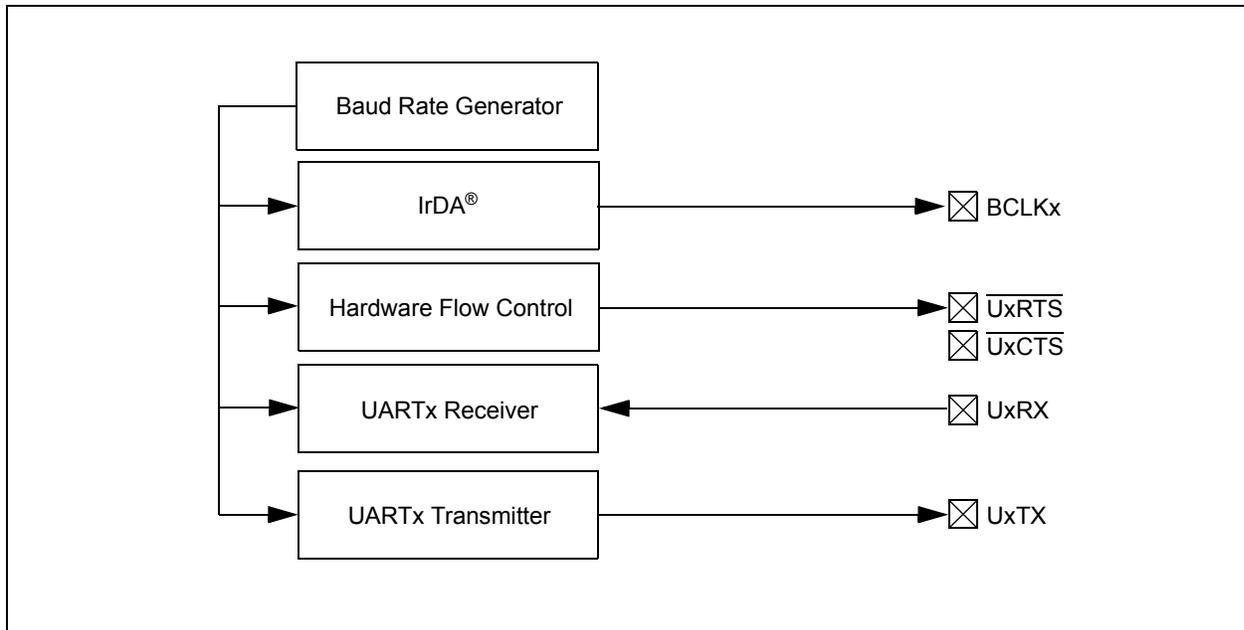 Baud Rate Generator
IrDA®
BCLKx
Hardware Flow Control
UxRTS
UxCTS
UARTx Receiver
UxRX
UARTx Transmitter
UxTX